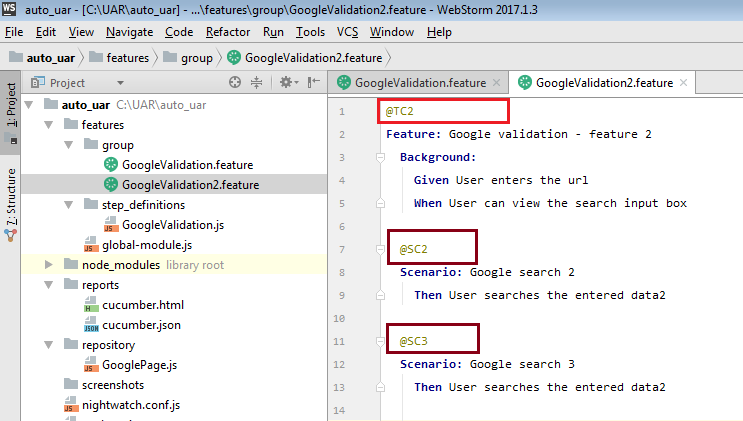 WS auto_uar - [C:\UAR\auto_uar] - ...\features\group\GoogleValidation2.feature - WebStorm 2017.1.3
File Edit View Navigate Code Refactor Run Tools VCS Window Help
auto_uar features group GoogleValidation2.feature
Project
GoogleValidation.feature GoogleValidation2.feature
1: Project
Z: Structure
auto_uar C:\UAR\auto_uar
features
group
GoogleValidation.feature
GoogleValidation2.feature
step_definitions
JS GoogleValidation.js
JS global-module.js
node_modules library root
reports
H cucumber.html
JSON cucumber.json
repository
JS GooglePage.js
screenshots
JS nightwatch.conf.js
1 @TC2
2 Feature: Google validation - feature 2
3 Background:
4 Given User enters the url
5 When User can view the search input box
6
7 @SC2
8 Scenario: Google search 2
9 Then User searches the entered data2
10
11 @SC3
12 Scenario: Google search 3
13 Then User searches the entered data2
14